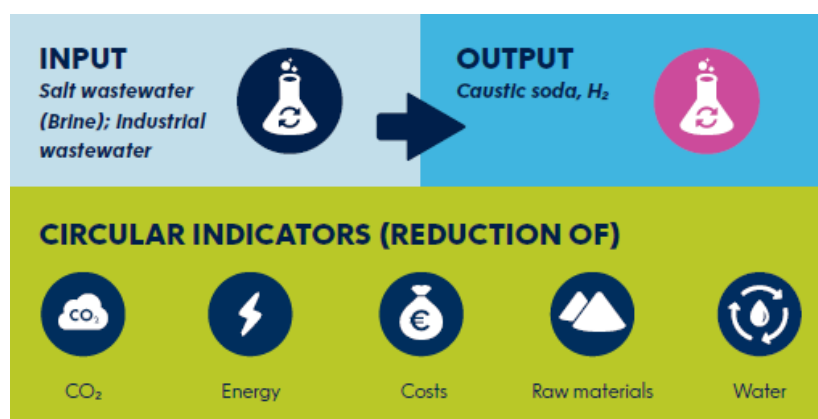 INPUT
Salt wastewater
(Brine); Industrial
wastewater
OUTPUT
Caustic soda, H₂
CIRCULAR INDICATORS (REDUCTION OF)
CO₂
€
CO₂
Energy
Costs
Raw materials
Water